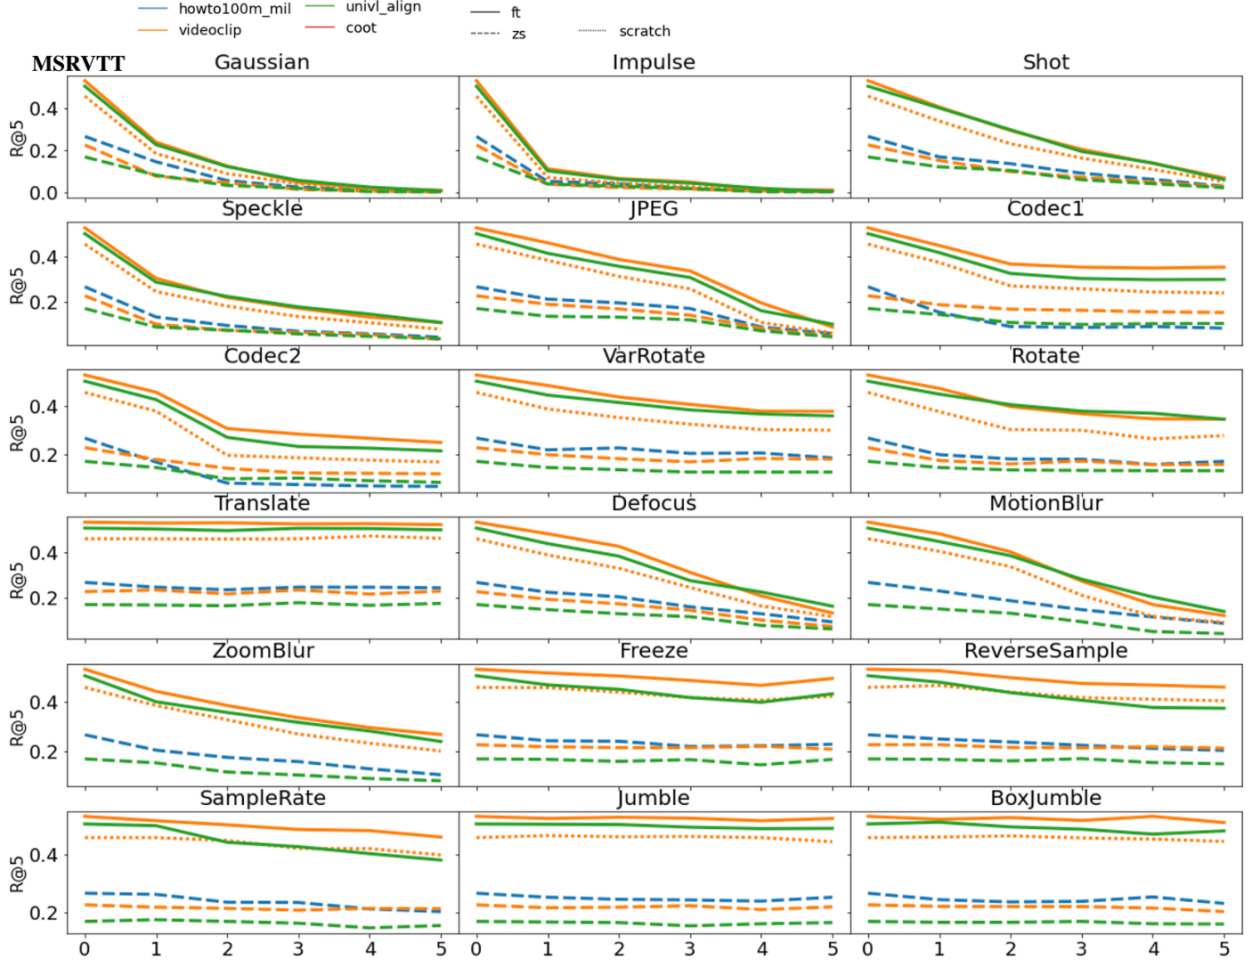 howto100m_mil univl_align ft
videoclip coot zs scratch
MSRVTT Gaussian Impulse Shot
R@5 0.4 0.2 0.0
Speckle JPEG Codec1
R@5 0.4 0.2
Codec2 VarRotate Rotate
R@5 0.4 0.2
Translate Defocus MotionBlur
R@5 0.4 0.2
ZoomBlur Freeze ReverseSample
R@5 0.4 0.2
SampleRate Jumble BoxJumble
R@5 0.4 0.2
0 1 2 3 4 5 0 1 2 3 4 5 0 1 2 3 4 5